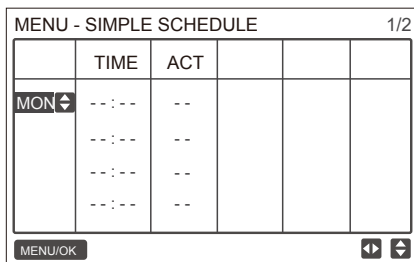 MENU - SIMPLE SCHEDULE 1/2
TIME ACT
MON --:-- --
--:-- --
--:-- --
--:-- --
MENU/OK